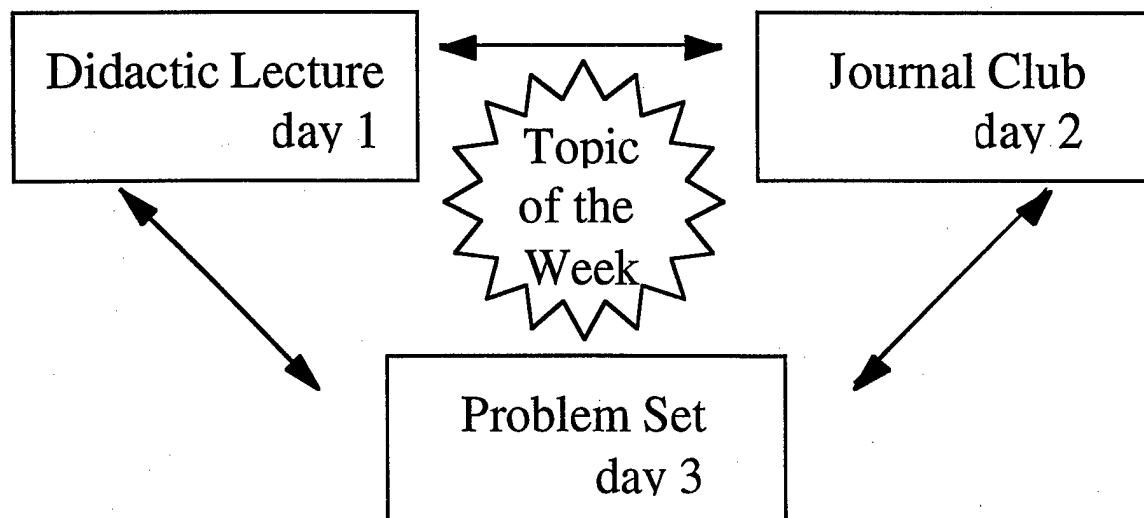 Didactic Lecture
day 1
Journal Club
day 2
Topic
of the
Week
Problem Set
day 3